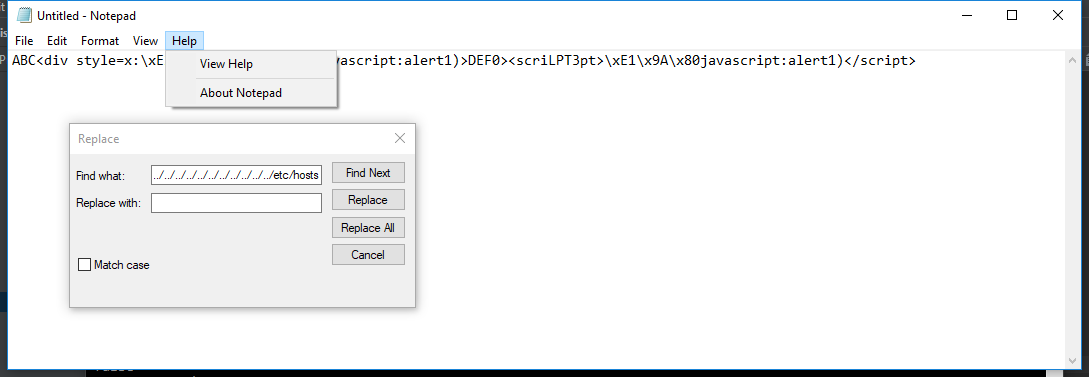 Untitled - Notepad
File Edit Format View Help
ABC<div style=x:\xE
vascript:alert1)>DEF0><scriLPT3pt>\xE1\x9A\x80javascript:alert1)</script>
View Help
About Notepad
Replace
Find what: ../../../../../../../../../../../etc/hosts Find Next
Replace with: Replace
Replace All
Cancel
Match case